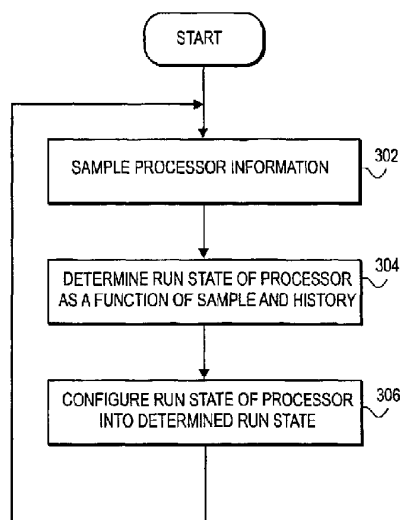 START
SAMPLE PROCESSOR INFORMATION
302
DETERMINE RUN STATE OF PROCESSOR
AS A FUNCTION OF SAMPLE AND HISTORY
304
CONFIGURE RUN STATE OF PROCESSOR
INTO DETERMINED RUN STATE
306